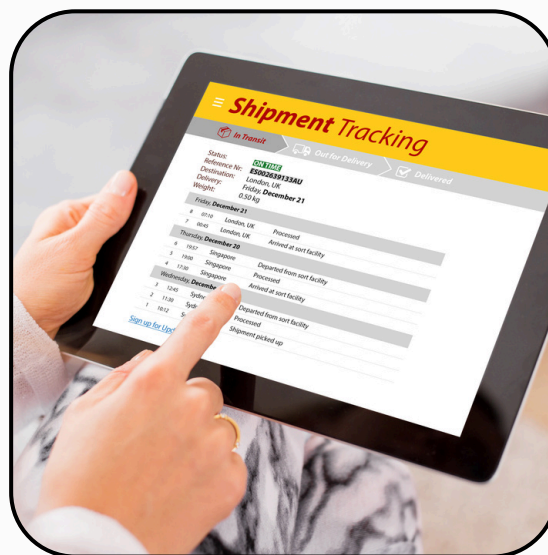 Shipment Tracking
In Transit Out For Delivery Delivered
Status: ON TIME
Reference Nr: ES002639133AU
Destination: London, UK
Delivery: Friday, December 21
Weight: 0.50 kg
Friday, December 21
8 07:10 London, UK Processed
7 00:45 London, UK Arrived at sort facility
Thursday, December 20
6 19:57 Singapore Departed from sort facility
5 19:00 Singapore Processed
4 17:30 Singapore Arrived at sort facility
Wednesday,
3 12:45 Departed from sort facility
2 11:39 Processed
1 10:12 Shipment picked up
Sign up for